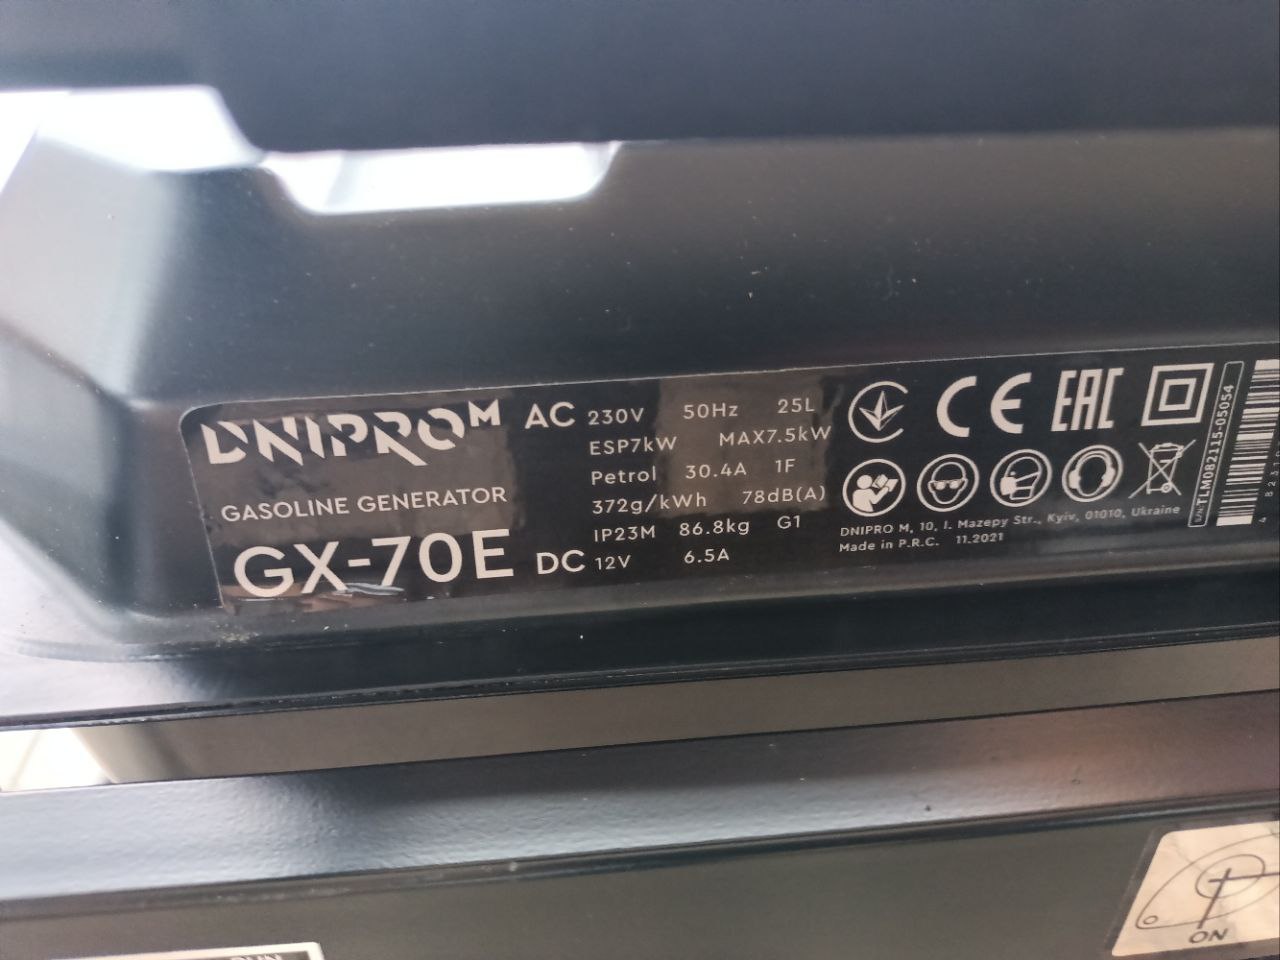 DNIPRO M
GASOLINE GENERATOR
GX-70E
AC 230V 50Hz 25L
ESP7kW MAX7.5kW
Petrol 30.4A 1F
372g/kWh 78dB(A)
IP23M 86.8kg G1
DC 12V 6.5A
CE EAC
DNIPRO M, 10, I. Mazepy Str., Kyiv, 01010, Ukraine
Made in P.R.C. 11.2021
S/N:TLM082115-05054
ON